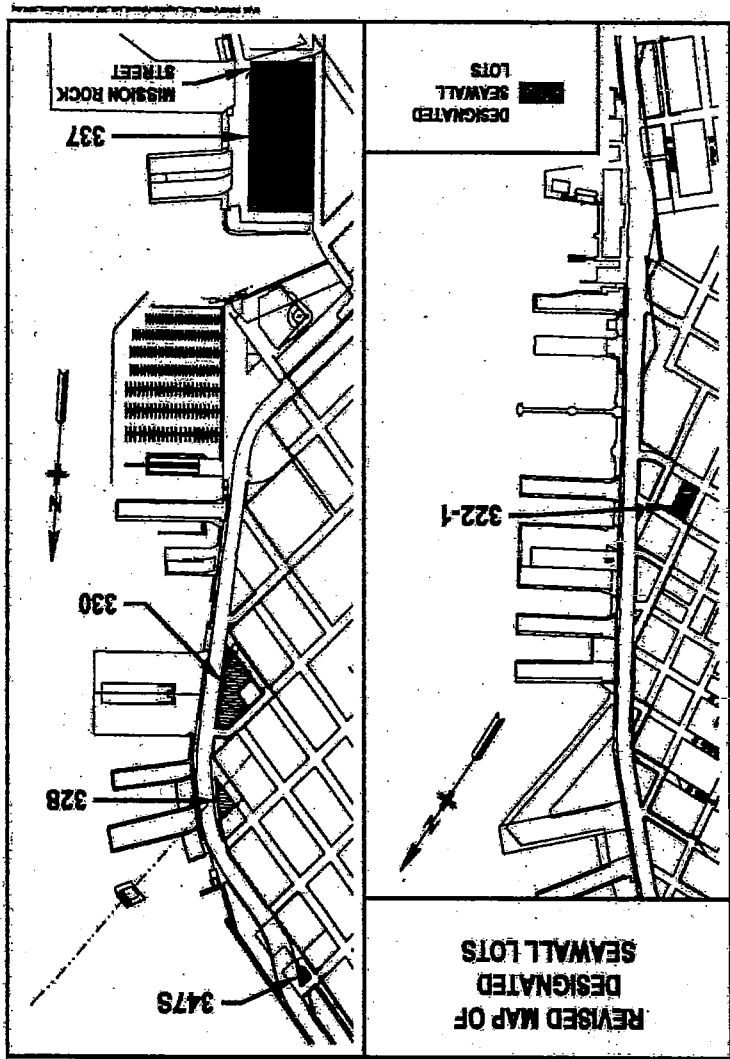 REVISED MAP OF
DESIGNATED
SEAWALL LOTS
347S
328
N
330
N
322-1
337
MISSION ROCK
STREET
DESIGNATED
SEAWALL
LOTS